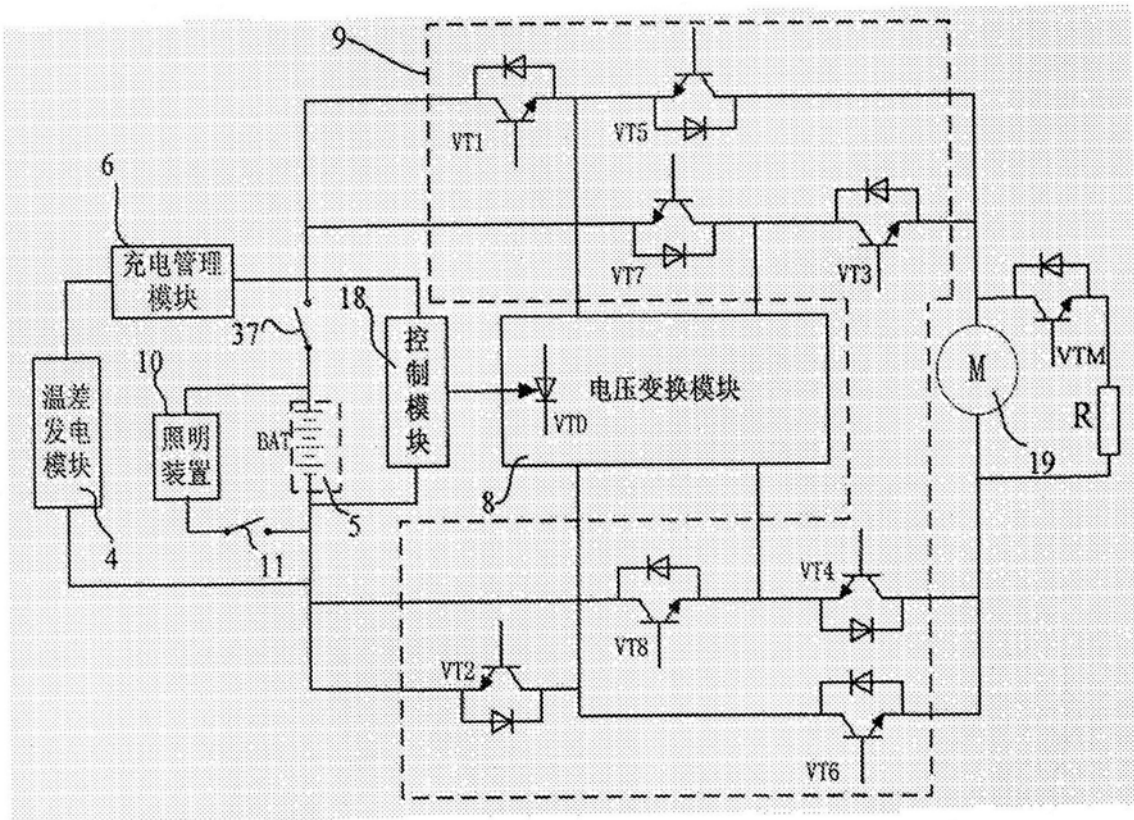 9
VT1
VT5
6
充电管理
模块
VT7
VT3
37
18
控制模块
10
温差
发电
模块
照明
装置
BAT
VTD
电压变换模块
M
VTM
R
4
11
5
8
19
VT8
VT4
VT2
VT6